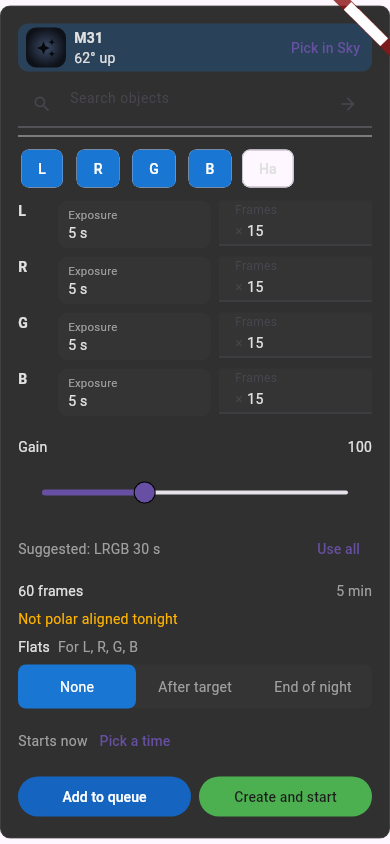 M31
62° up
Pick in Sky
Search objects
L R G B Ha
L
Exposure
5 s
Frames
× 15
R
Exposure
5 s
Frames
× 15
G
Exposure
5 s
Frames
× 15
B
Exposure
5 s
Frames
× 15
Gain 100
Suggested: LRGB 30 s Use all
60 frames 5 min
Not polar aligned tonight
Flats For L, R, G, B
None After target End of night
Starts now Pick a time
Add to queue Create and start